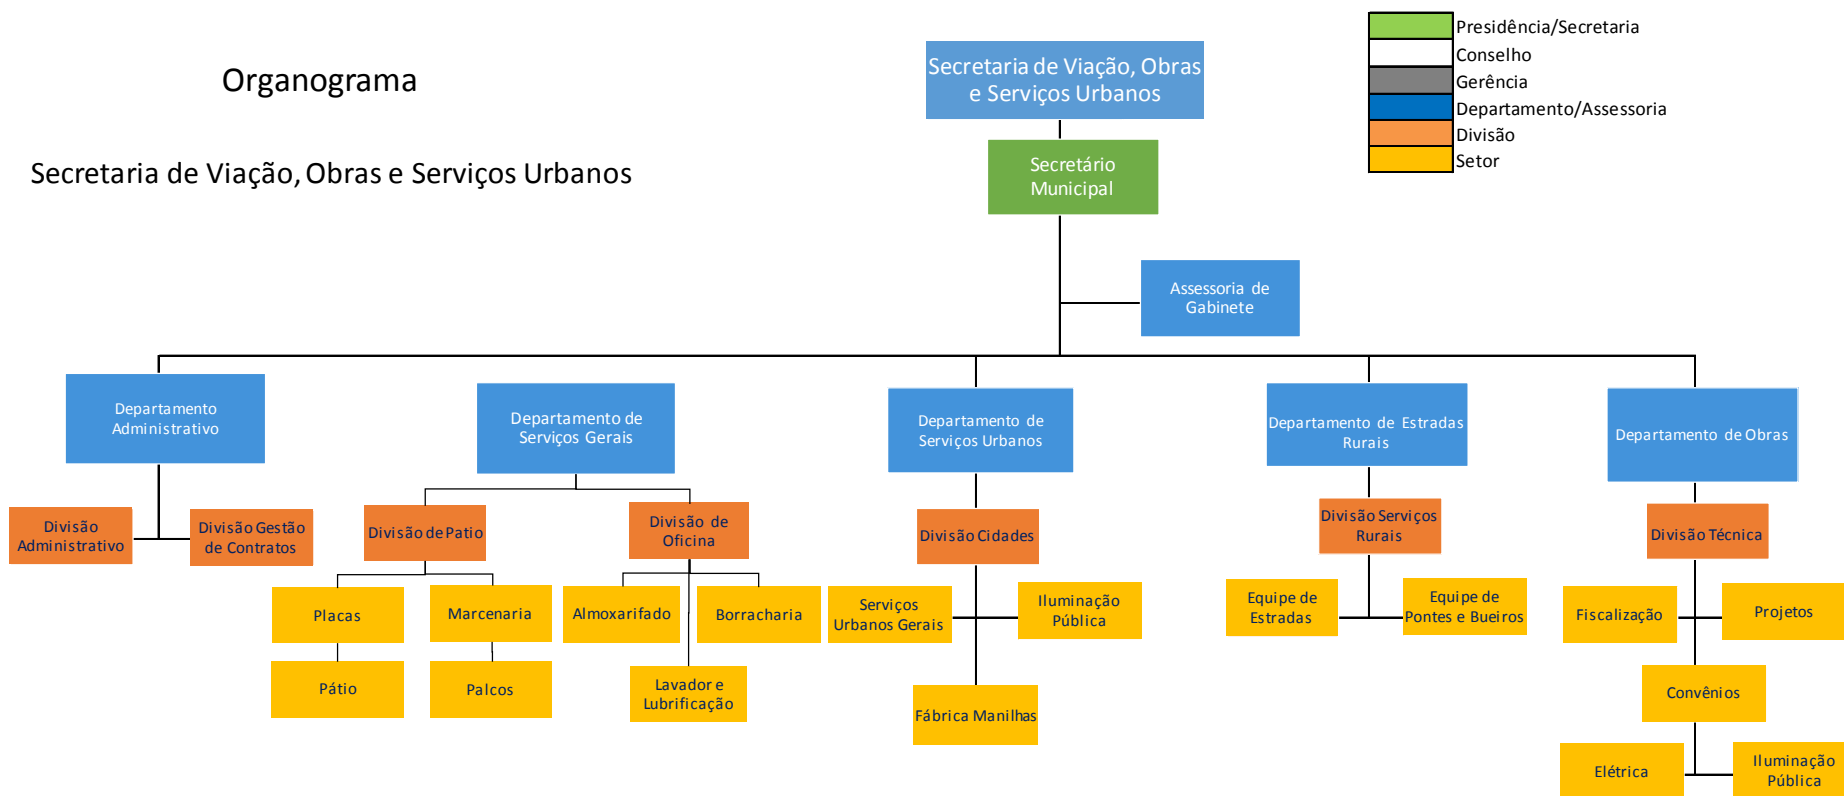 Organograma
Secretaria de Viação, Obras e Serviços Urbanos
Secretaria de Viação, Obras
e Serviços Urbanos
Presidência/Secretaria
Conselho
Gerência
Departamento/Assessoria
Divisão
Setor
Secretário
Municipal
Assessoria de
Gabinete
Departamento
Administrativo
Departamento de
Serviços Gerais
Departamento de
Serviços Urbanos
Departamento de Estradas
Rurais
Departamento de Obras
Divisão
Administrativo
Divisão Gestão
de Contratos
Divisão de Patio
Divisão de
Oficina
Divisão Cidades
Divisão Serviços
Rurais
Divisão Técnica
Placas
Marcenaria
Almoxarifado
Borracharia
Serviços
Urbanos Gerais
Iluminação
Pública
Equipe de
Estradas
Equipe de
Pontes e Bueiros
Fiscalização
Projetos
Pátio
Palcos
Lavador e
Lubrificação
Fábrica Manilhas
Convênios
Elétrica
Iluminação
Pública